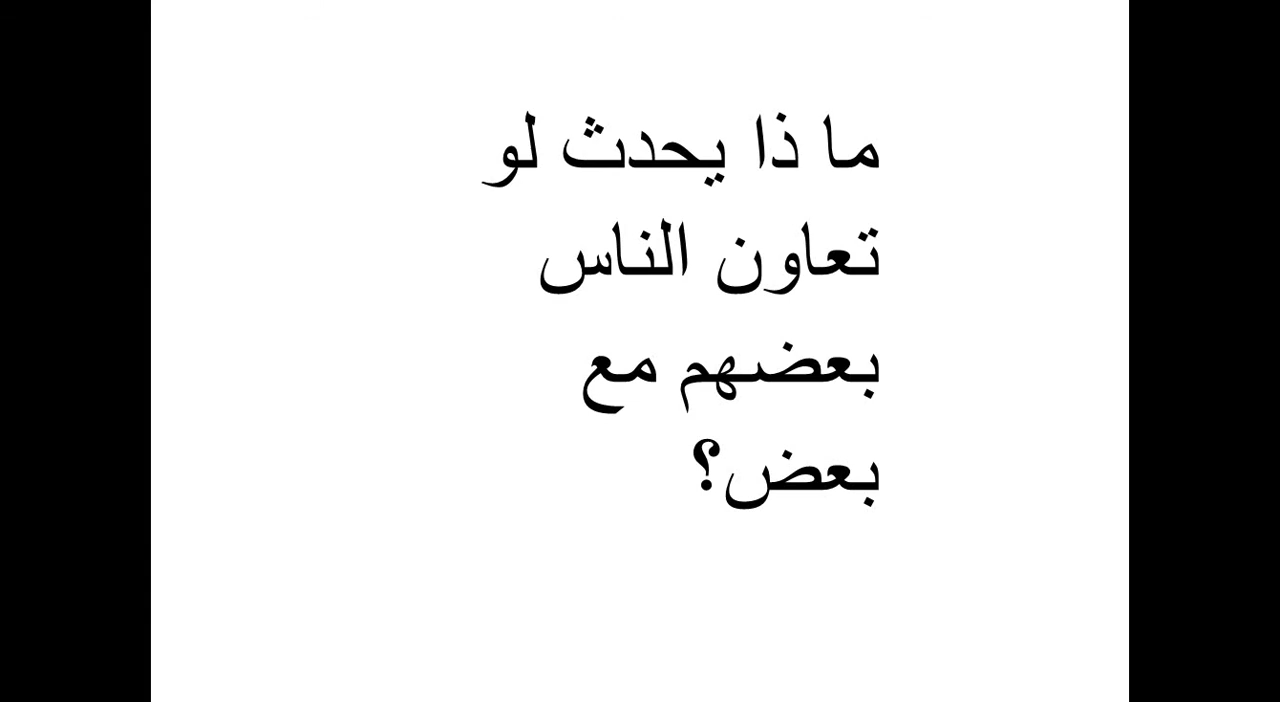 ما ذا يحدث لو
تعاون الناس
بعضهم مع
بعض؟